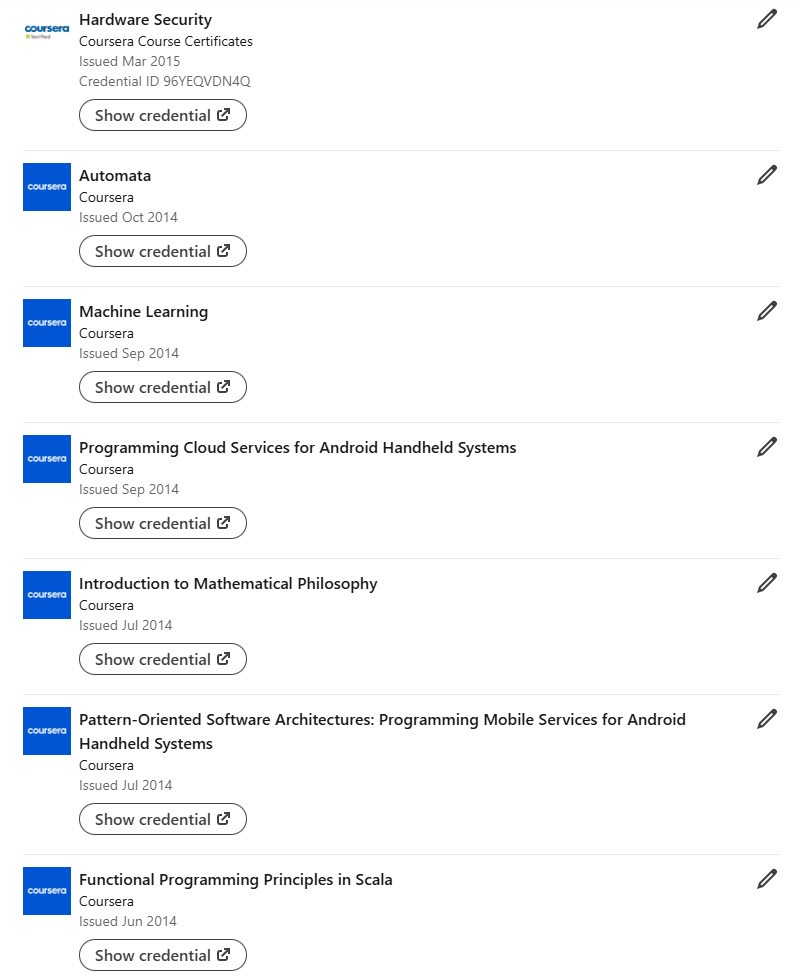 coursera
Verified
Hardware Security
Coursera Course Certificates
Issued Mar 2015
Credential ID 96YEQVDN4Q
Show credential
coursera
Automata
Coursera
Issued Oct 2014
Show credential
coursera
Machine Learning
Coursera
Issued Sep 2014
Show credential
coursera
Programming Cloud Services for Android Handheld Systems
Coursera
Issued Sep 2014
Show credential
coursera
Introduction to Mathematical Philosophy
Coursera
Issued Jul 2014
Show credential
coursera
Pattern-Oriented Software Architectures: Programming Mobile Services for Android
Handheld Systems
Coursera
Issued Jul 2014
Show credential
coursera
Functional Programming Principles in Scala
Coursera
Issued Jun 2014
Show credential